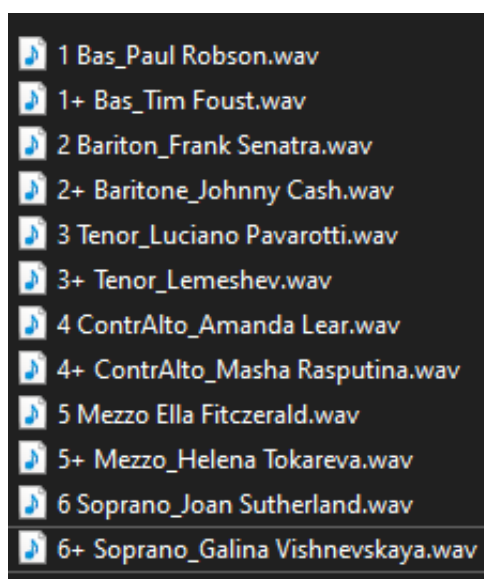 1 Bas_Paul Robson.wav
1+ Bas_Tim Foust.wav
2 Bariton_Frank Senatra.wav
2+ Baritone_Johnny Cash.wav
3 Tenor_Luciano Pavarotti.wav
3+ Tenor_Lemeshev.wav
4 ContrAlto_Amanda Lear.wav
4+ ContrAlto_Masha Rasputina.wav
5 Mezzo Ella Fitczerald.wav
5+ Mezzo_Helena Tokareva.wav
6 Soprano_Joan Sutherland.wav
6+ Soprano_Galina Vishnevskaya.wav